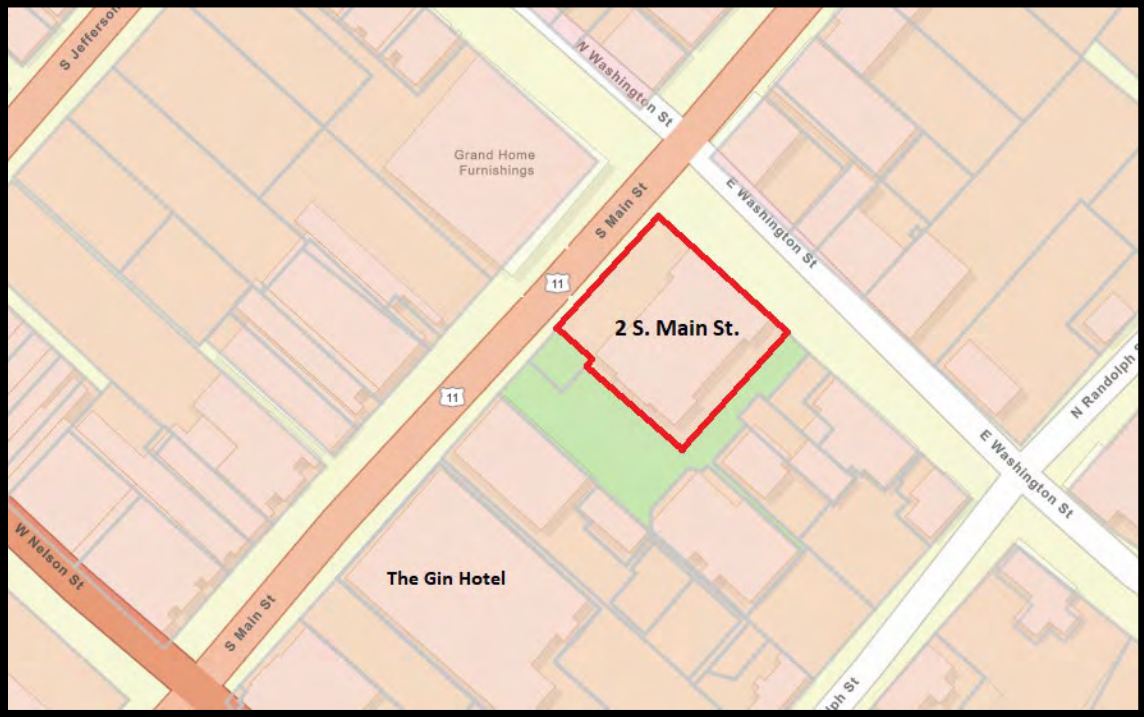 S Jefferson
N Washington St
Grand Home
Furnishings
S Main St
E Washington St
11
2 S. Main St.
N Randolph S
11
E Washington St
W Nelson St
The Gin Hotel
S Main St
lph St